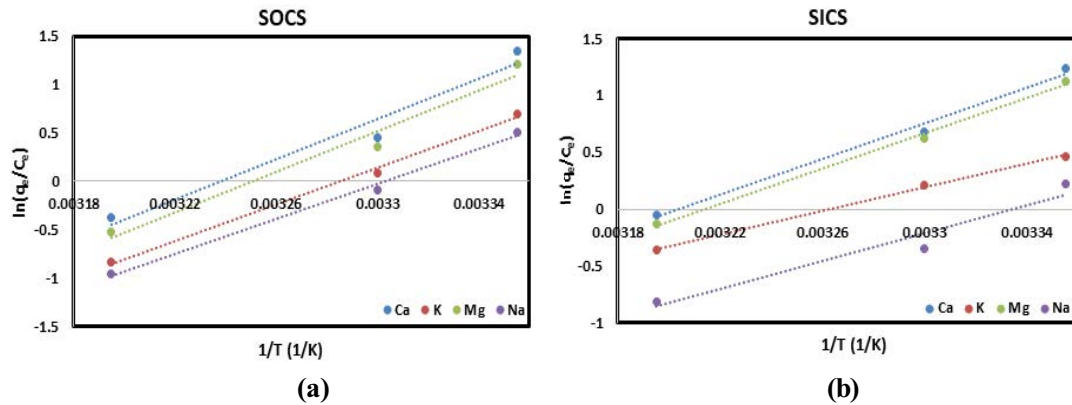 SOCS
1.5
1
0.5
0
-0.5
-1
-1.5
ln(qe/Ce)
0.00318 0.00322 0.00326 0.0033 0.00334
Ca K Mg Na
1/T (1/K)
(a)
SICS
1.5
1
0.5
0
-0.5
-1
ln(qe/Ce)
0.00318 0.00322 0.00326 0.0033 0.00334
Ca K Mg Na
1/T (1/K)
(b)